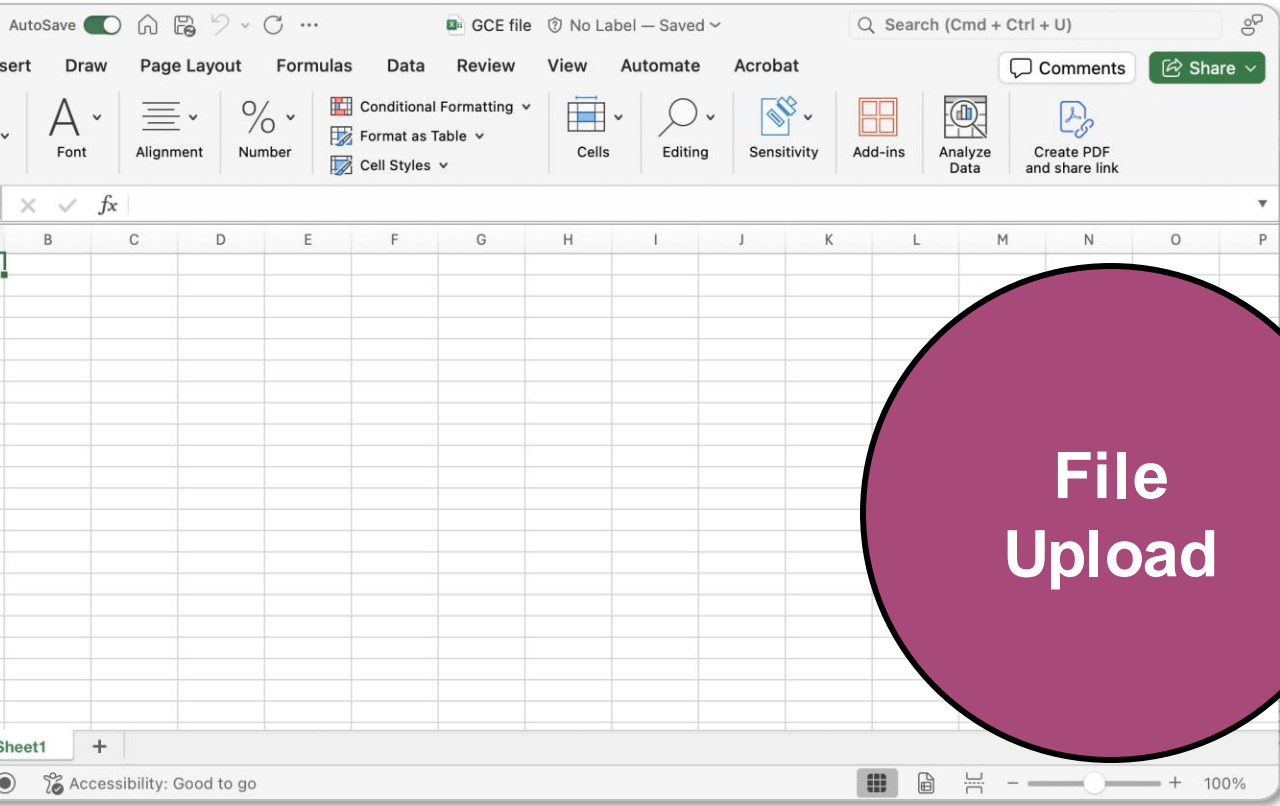 AutoSave
GCE file
No Label — Saved
Search (Cmd + Ctrl + U)
sert Draw Page Layout Formulas Data Review View Automate Acrobat
Comments
Share
Font
Alignment
%
Number
Conditional Formatting
Format as Table
Cell Styles
Cells
Editing
Sensitivity
Add-ins
Analyze
Data
Create PDF
and share link
fx
B C D E F G H I J K L M N O P
File
Upload
Sheet1
Accessibility: Good to go
100%